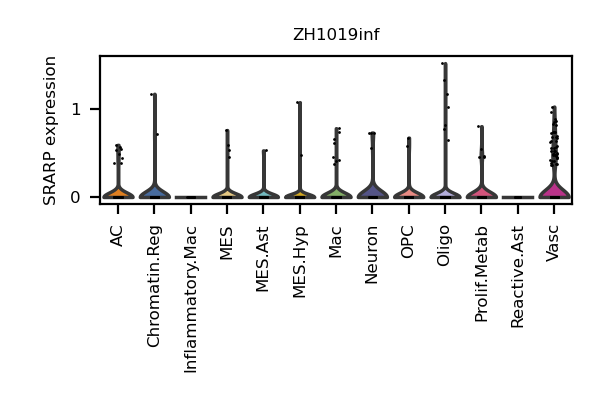 ZH1019inf
SRARP expression
1
0
AC
Chromatin.Reg
Inflammatory.Mac
MES
MES.Ast
MES.Hyp
Mac
Neuron
OPC
Oligo
Prolif.Metab
Reactive.Ast
Vasc